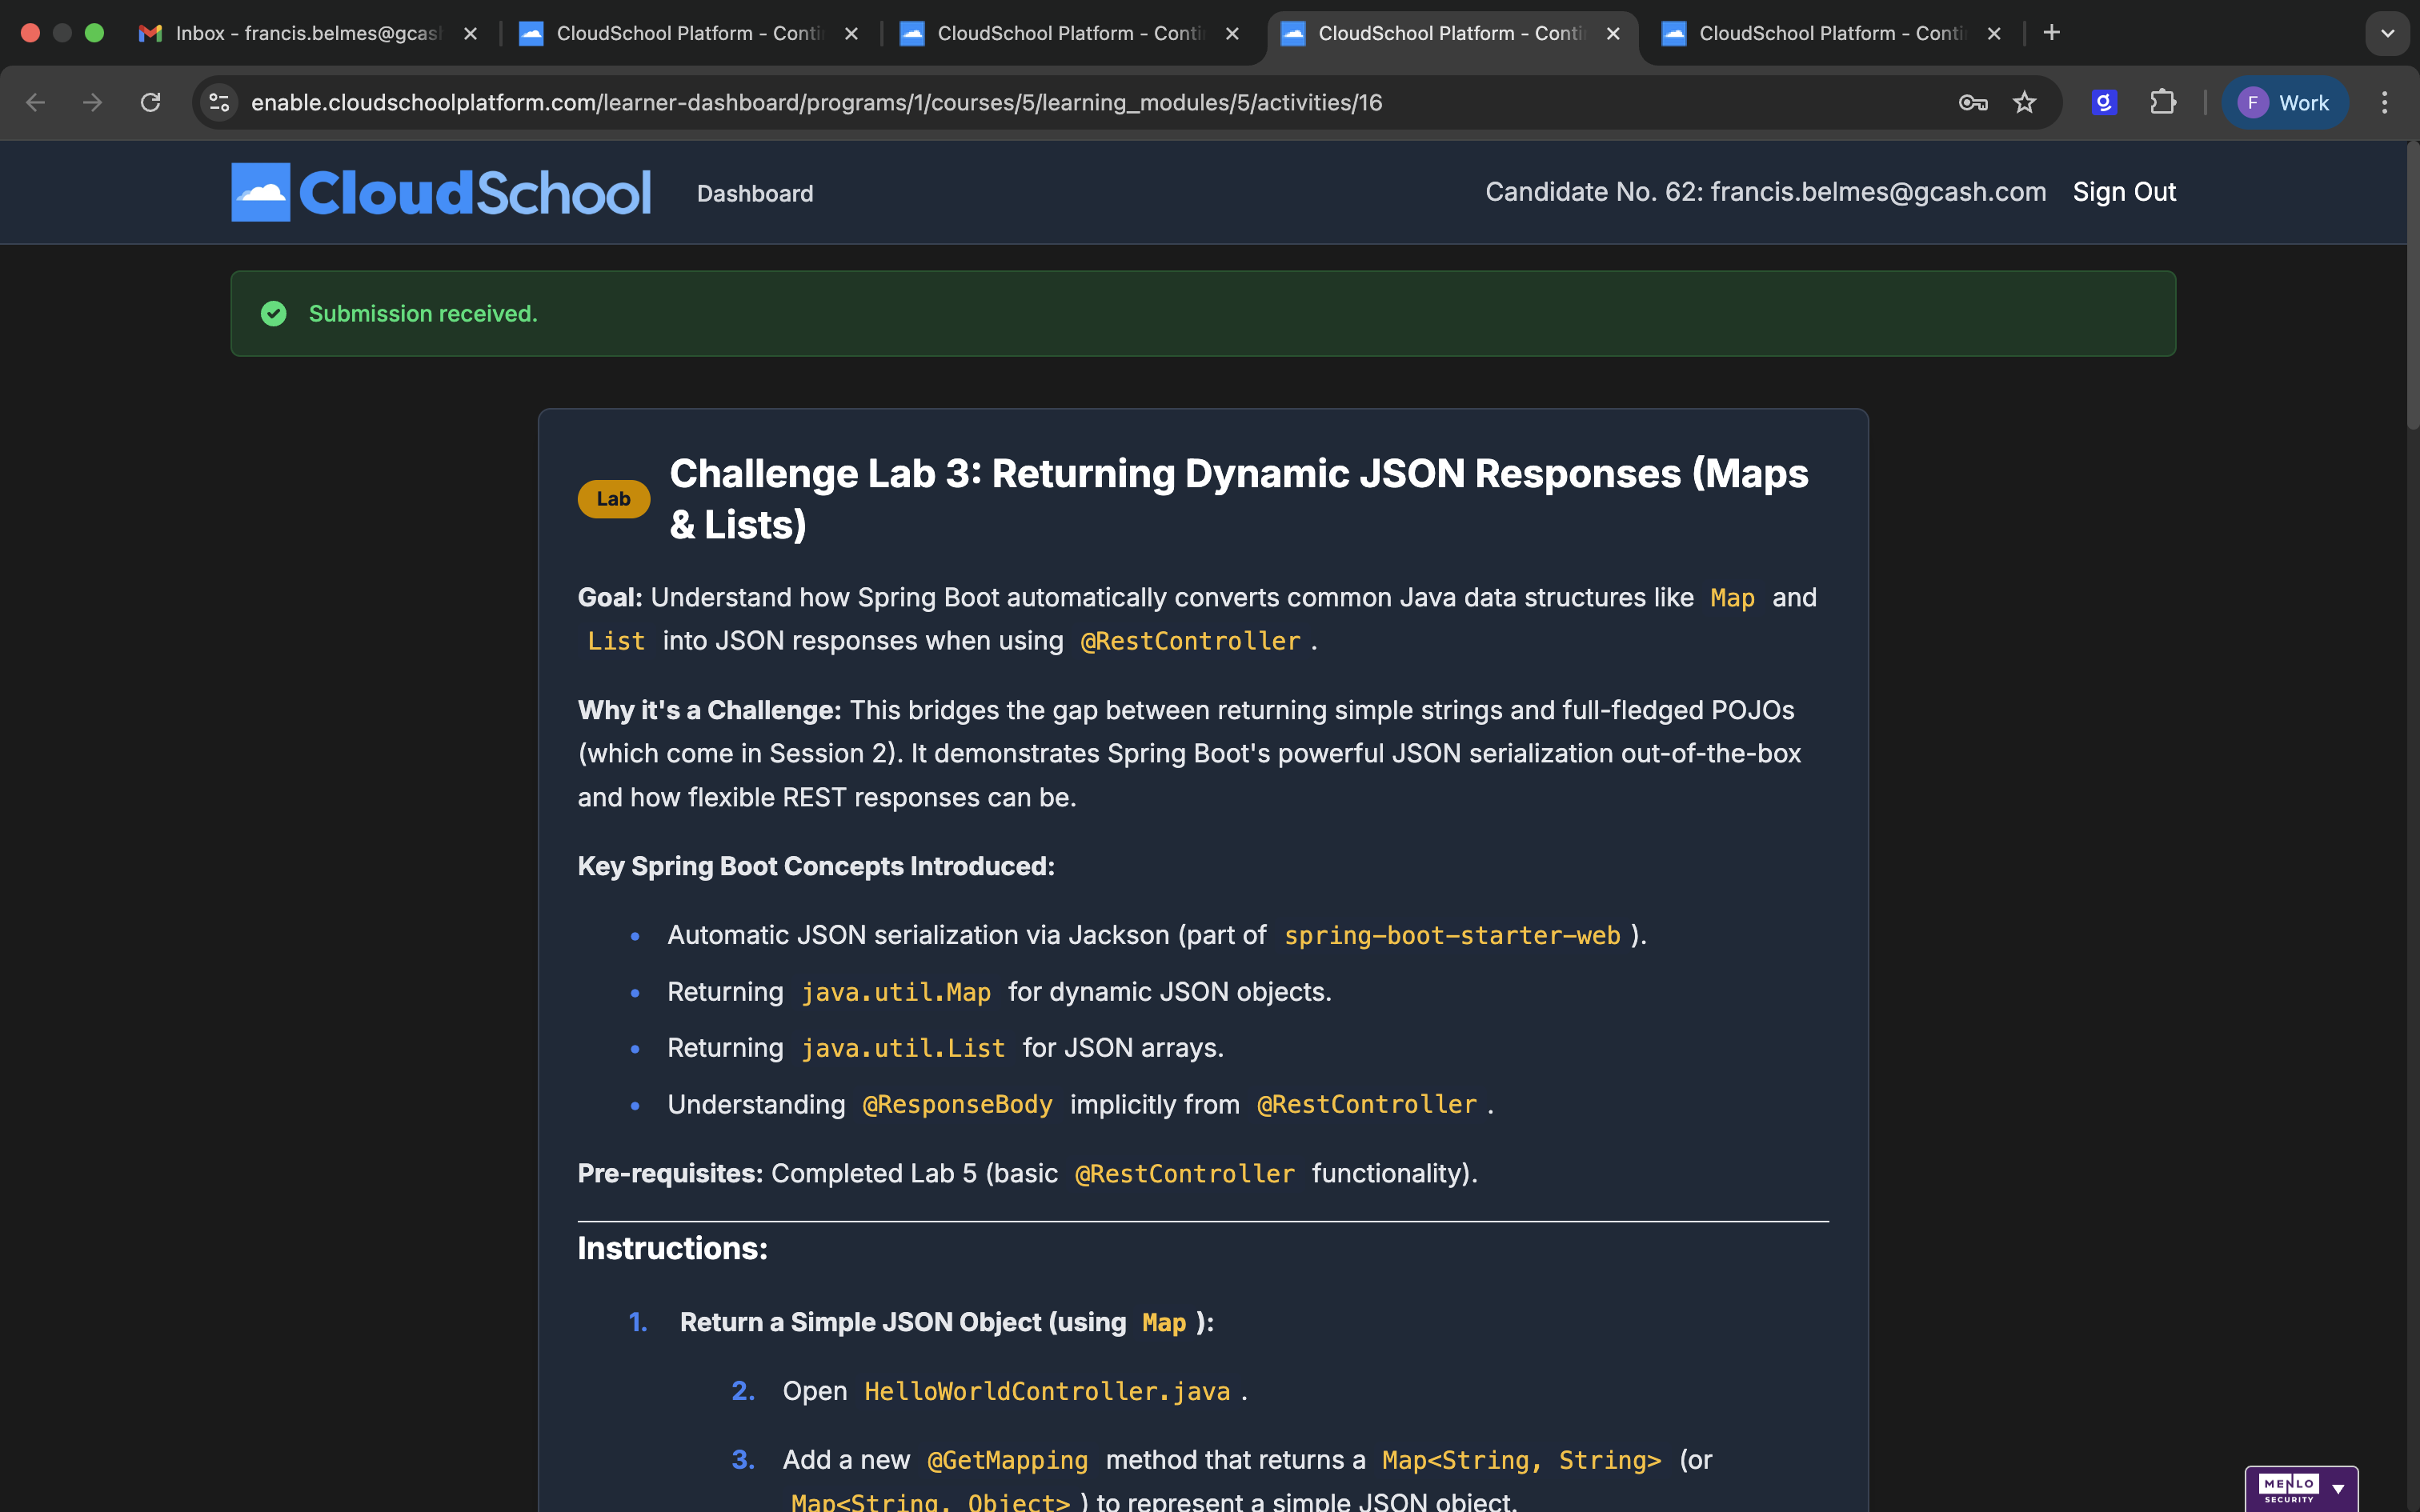 Inbox - francis.belmes@gcas
CloudSchool Platform - Conti
CloudSchool Platform - Conti
CloudSchool Platform - Conti
CloudSchool Platform - Conti
enable.cloudschoolplatform.com/learner-dashboard/programs/1/courses/5/learning_modules/5/activities/16
F Work
CloudSchool
Dashboard
Candidate No. 62: francis.belmes@gcash.com
Sign Out
Submission received.
Lab
Challenge Lab 3: Returning Dynamic JSON Responses (Maps
& Lists)
Goal: Understand how Spring Boot automatically converts common Java data structures like Map and
List into JSON responses when using @RestController .
Why it's a Challenge: This bridges the gap between returning simple strings and full-fledged POJOs
(which come in Session 2). It demonstrates Spring Boot's powerful JSON serialization out-of-the-box
and how flexible REST responses can be.
Key Spring Boot Concepts Introduced:
• Automatic JSON serialization via Jackson (part of spring-boot-starter-web ).
• Returning java.util.Map for dynamic JSON objects.
• Returning java.util.List for JSON arrays.
• Understanding @ResponseBody implicitly from @RestController .
Pre-requisites: Completed Lab 5 (basic @RestController functionality).
Instructions:
1. Return a Simple JSON Object (using Map ):
2. Open HelloWorldController.java .
3. Add a new @GetMapping method that returns a Map<String, String> (or
Map<String, Object> ) to represent a simple JSON object.
MENLO
SECURITY